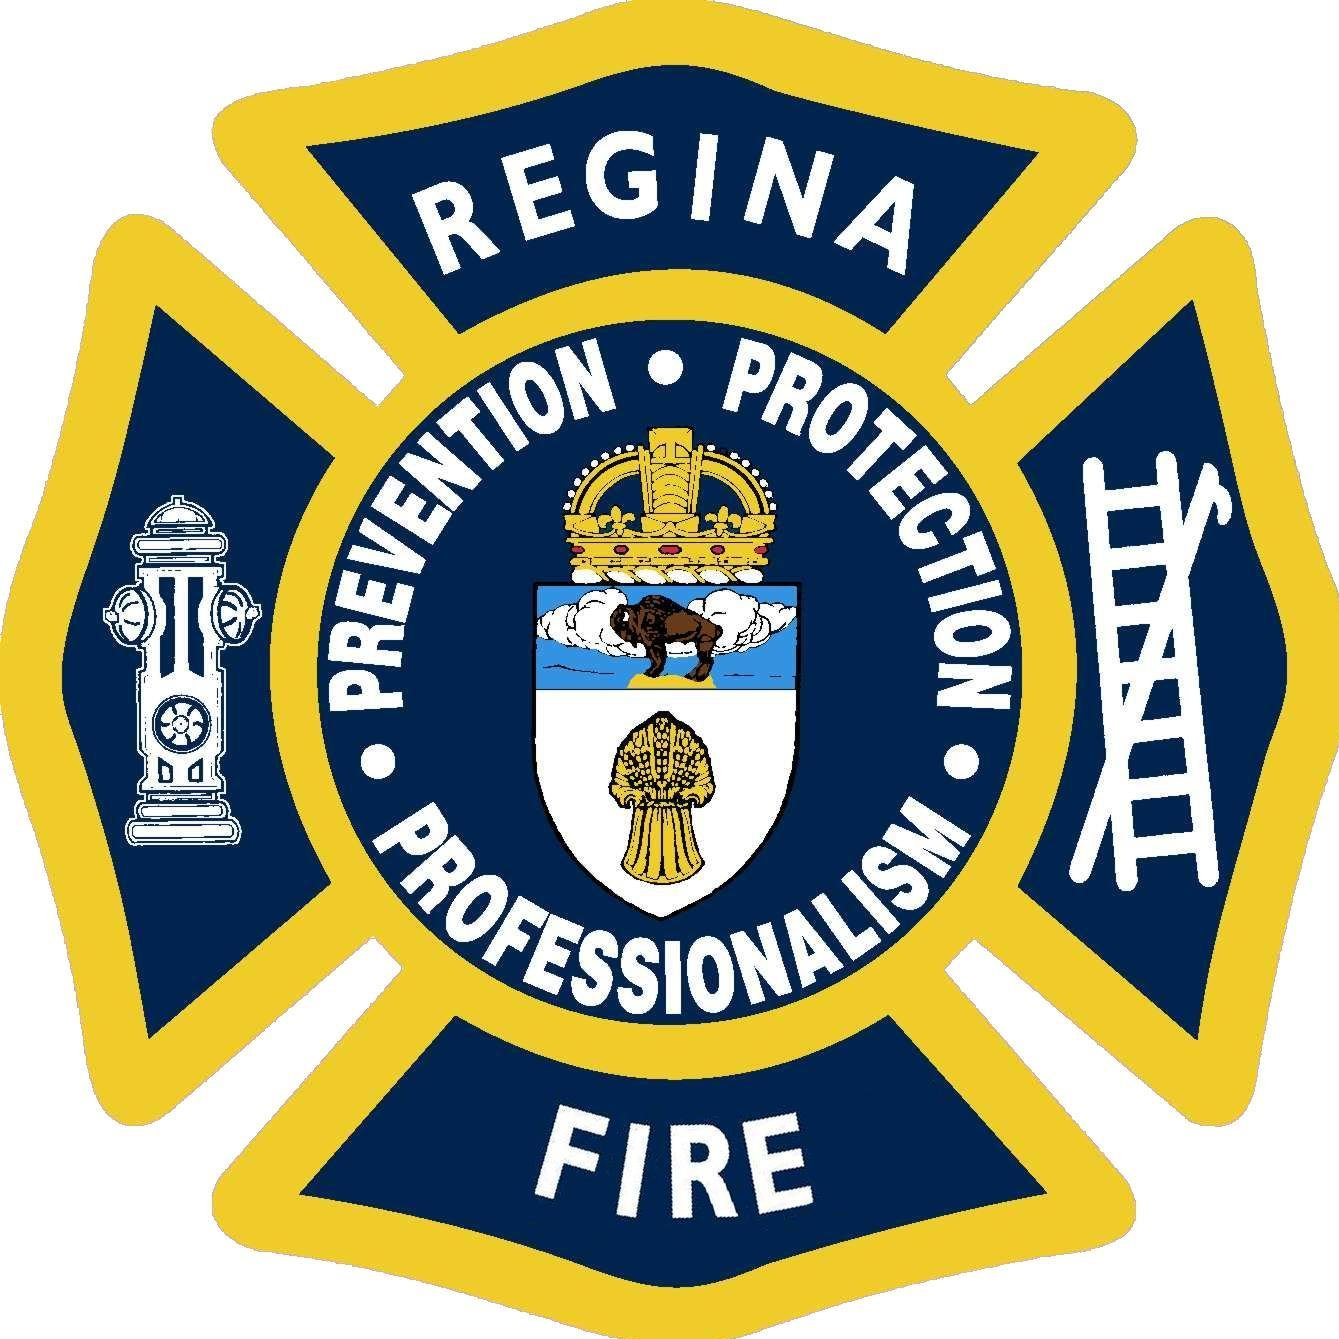 REGINA
PREVENTION • PROTECTION
• PROFESSIONALISM •
FIRE